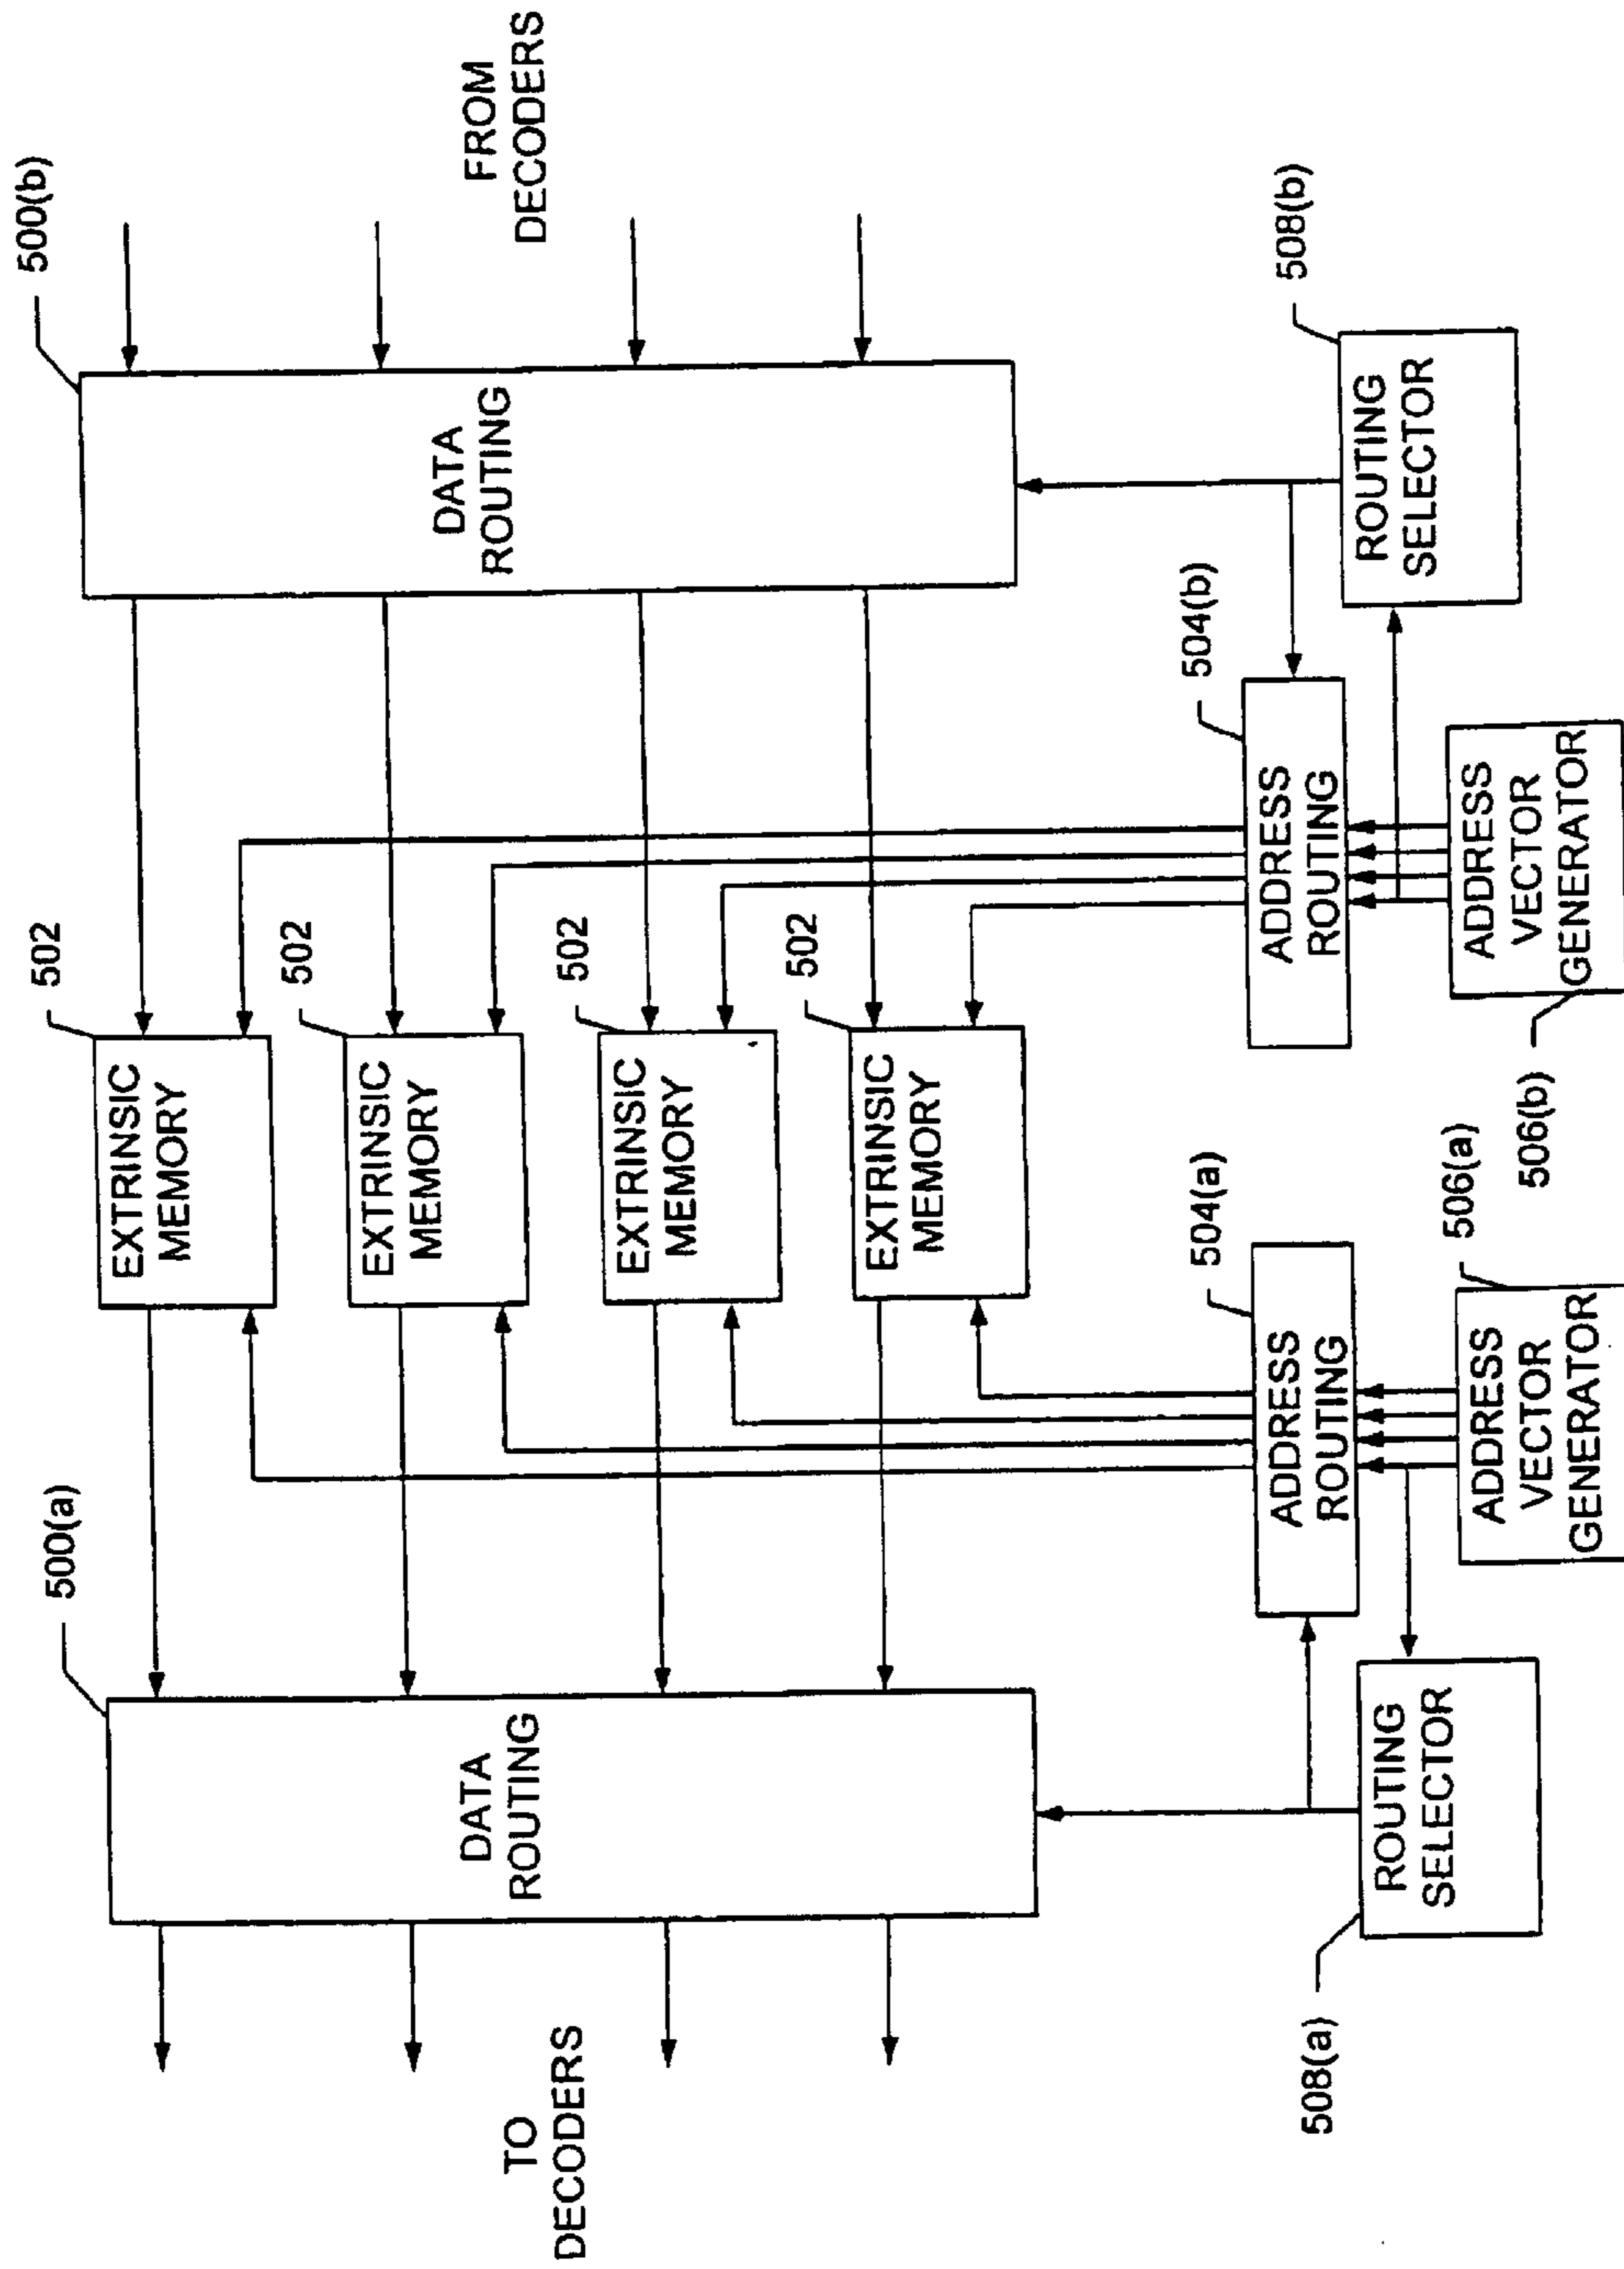 500(a)
500(b)
502
502
502
502
EXTRINSIC
MEMORY
EXTRINSIC
MEMORY
EXTRINSIC
MEMORY
EXTRINSIC
MEMORY
DATA
ROUTING
DATA
ROUTING
TO
DECODERS
FROM
DECODERS
504(a)
504(b)
ADDRESS
ROUTING
ADDRESS
ROUTING
508(a)
508(b)
ROUTING
SELECTOR
ROUTING
SELECTOR
506(a)
506(b)
ADDRESS
VECTOR
GENERATOR
ADDRESS
VECTOR
GENERATOR